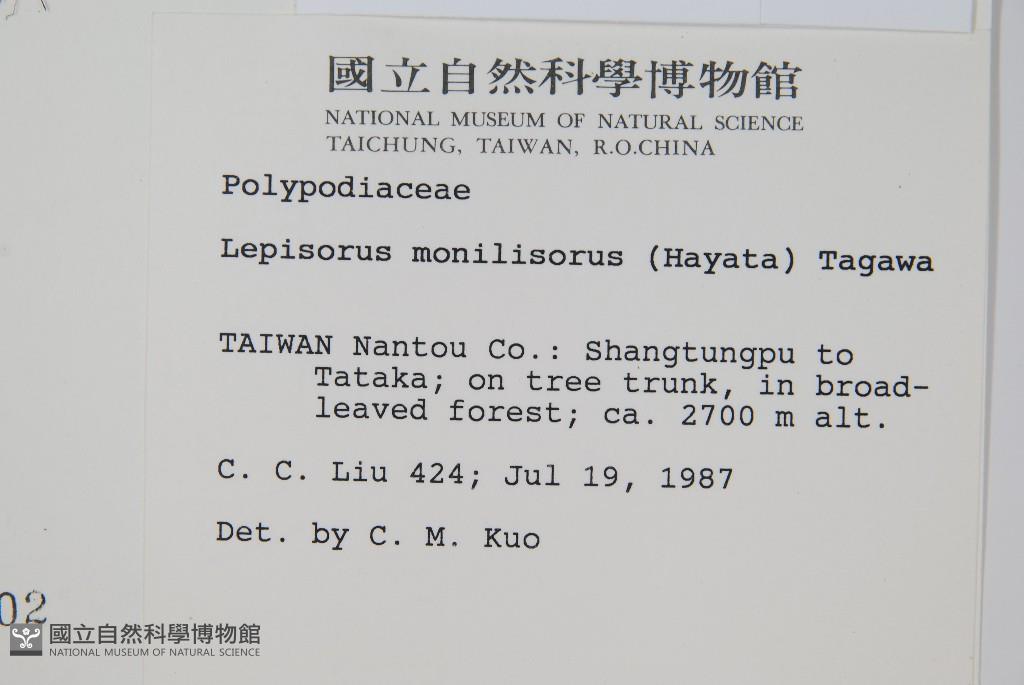 國立自然科學博物館
NATIONAL MUSEUM OF NATURAL SCIENCE
TAICHUNG, TAIWAN, R.O.CHINA
Polypodiaceae
Lepisorus monilisorus (Hayata) Tagawa
TAIWAN Nantou Co.: Shangtungpu to
Tataka; on tree trunk, in broad-
leaved forest; ca. 2700 m alt.
C. C. Liu 424; Jul 19, 1987
Det. by C. M. Kuo
02
國立自然科學博物館
NATIONAL MUSEUM OF NATURAL SCIENCE